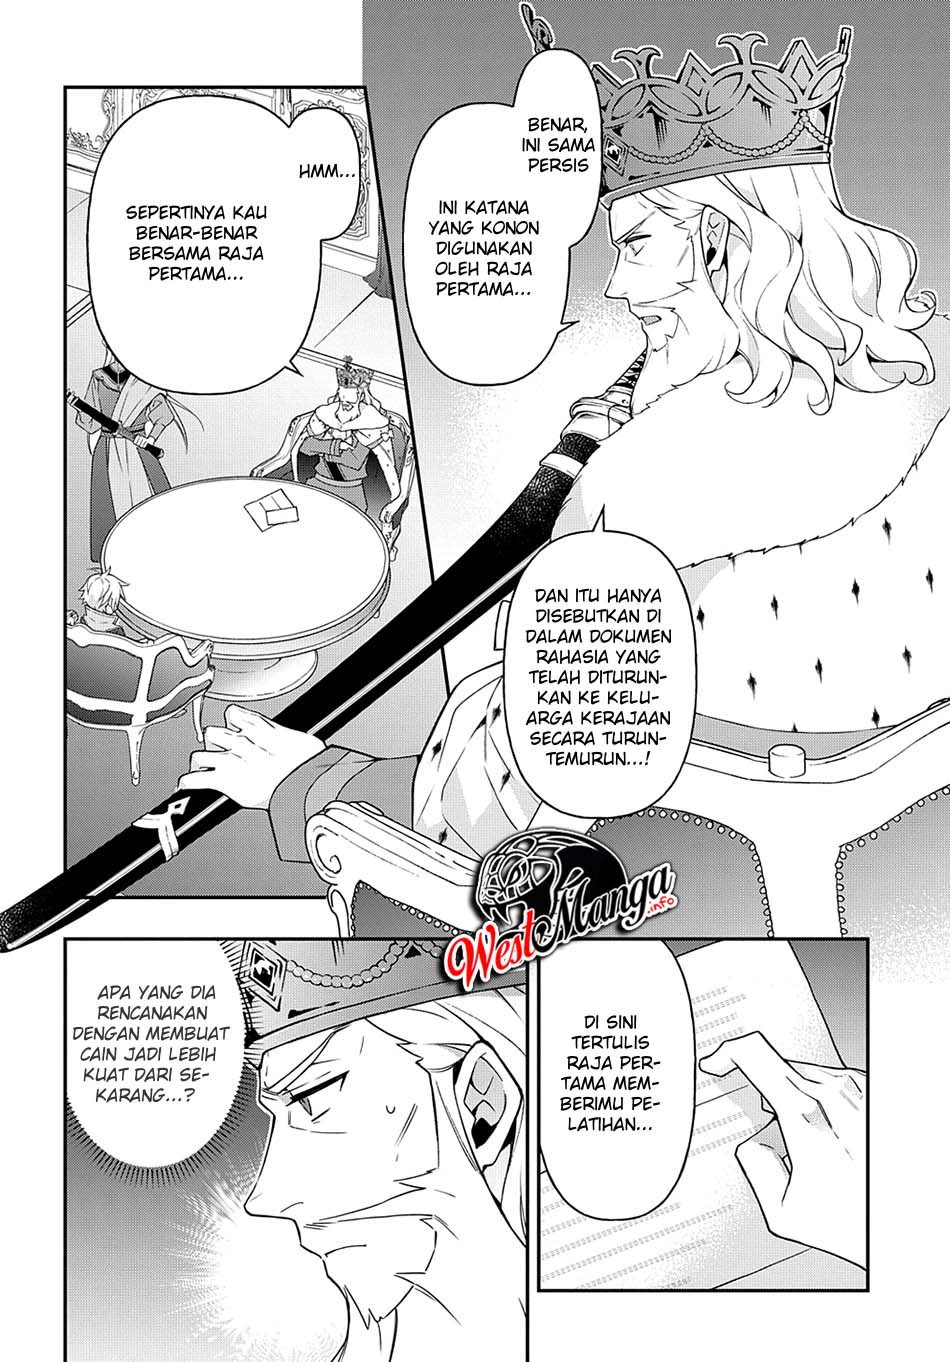 BENAR,
INI SAMA
PERSIS
INI KATANA
YANG KONON
DIGUNAKAN
OLEH RAJA
PERTAMA...
HMM...
SEPERTINYA KAU
BENAR-BENAR
BERSAMA RAJA
PERTAMA...
DAN ITU HANYA
DISEBUTKAN DI
DALAM DOKUMEN
RAHASIA YANG
TELAH DITURUN-
KAN KE KELU-
ARGA KERAJAAN
SECARA TURUN-
TEMURUN...!
WestManga
.info
DI SINI
TERTULIS
RAJA PER-
TAMA MEM-
BERIMU PE-
LATIHAN...
APA YANG DIA
RENCANAKAN
DENGAN MEMBUAT
CAIN JADI LEBIH
KUAT DARI SE-
KARANG...?